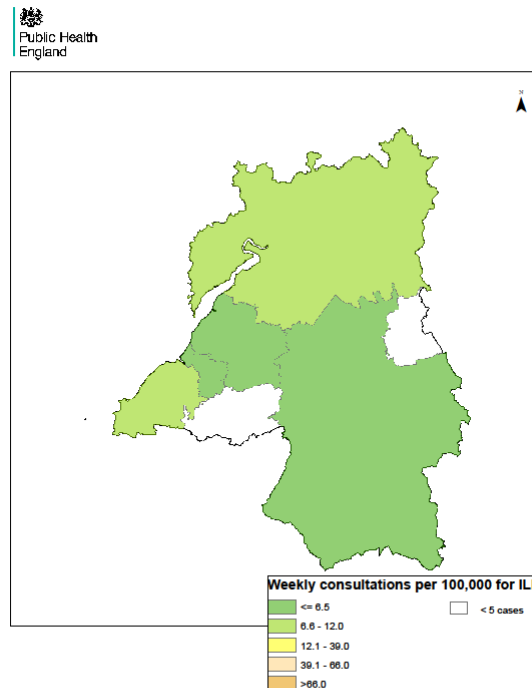 Public Health
England
N
Weekly consultations per 100,000 for IL
<= 6.5
< 5 cases
6.6 - 12.0
12.1 - 39.0
39.1 - 66.0
>66.0